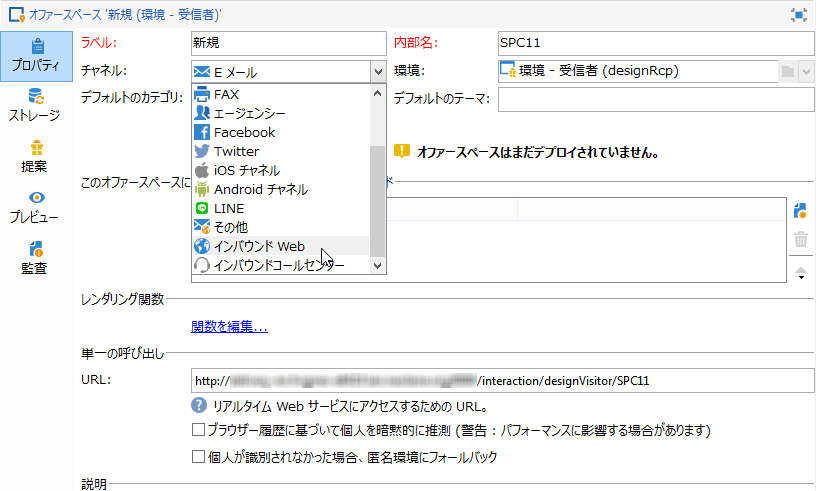 オファースペース '新規 (環境 - 受信者)'
プロパティ
ストレージ
提案
プレビュー
監査
ラベル: 新規 内部名: SPC11
チャネル: E メール 環境: 環境 - 受信者 (designRcp)
デフォルトのカテゴリ: デフォルトのテーマ:
FAX
エージェンシー
Facebook
Twitter
iOS チャネル
Android チャネル
LINE
その他
インバウンド Web
インバウンドコールセンター
オファースペースはまだデプロイされていません。
このオファースペースに ド
レンダリング関数
関数を編集...
単一の呼び出し
URL: http:// /interaction/designVisitor/SPC11
リアルタイム Web サービスにアクセスするための URL。
ブラウザー履歴に基づいて個人を暗黙的に推測 (警告 : パフォーマンスに影響する場合があります)
個人が識別されなかった場合、匿名環境にフォールバック
説明